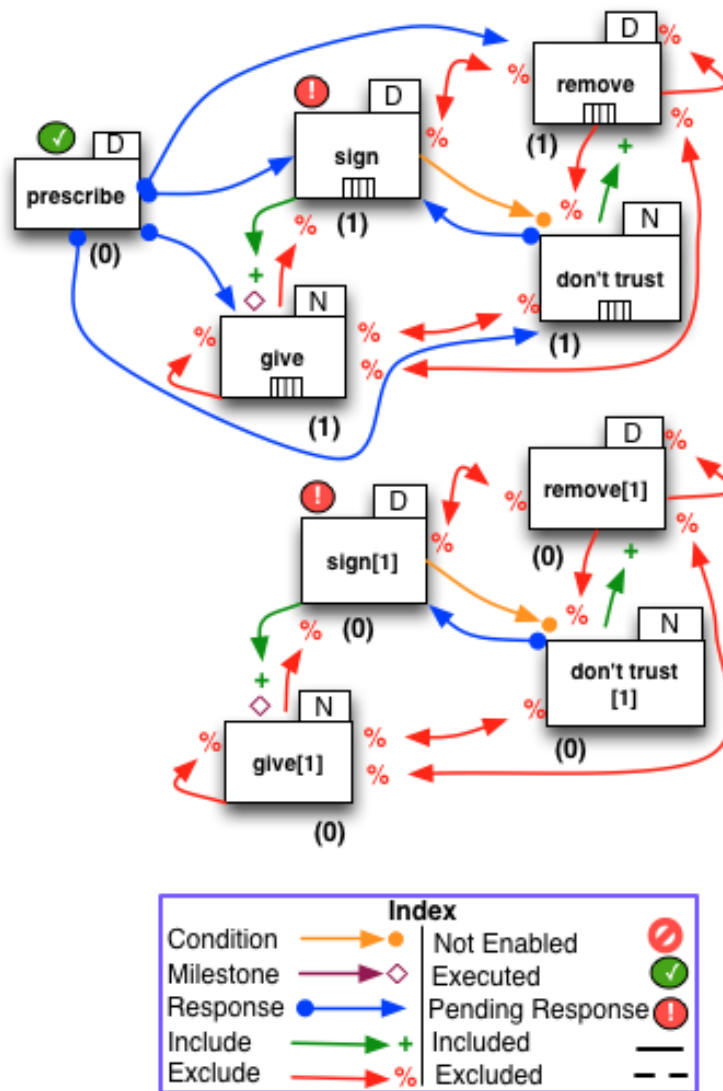 D
remove
%
%
%
(1)
D
sign
%
(1)
!
D
prescribe
(0)
%
+
%
N
don't trust
%
(1)
+
%
N
give
%
%
%
(1)
D
remove[1]
%
%
%
(0)
!
D
sign[1]
%
(0)
%
+
%
N
don't trust
[1]
%
(0)
+
%
N
give[1]
%
%
%
(0)
Index
Condition
Not Enabled
Milestone
Executed
Response
Pending Response !
Include +
Included
Exclude %
Excluded